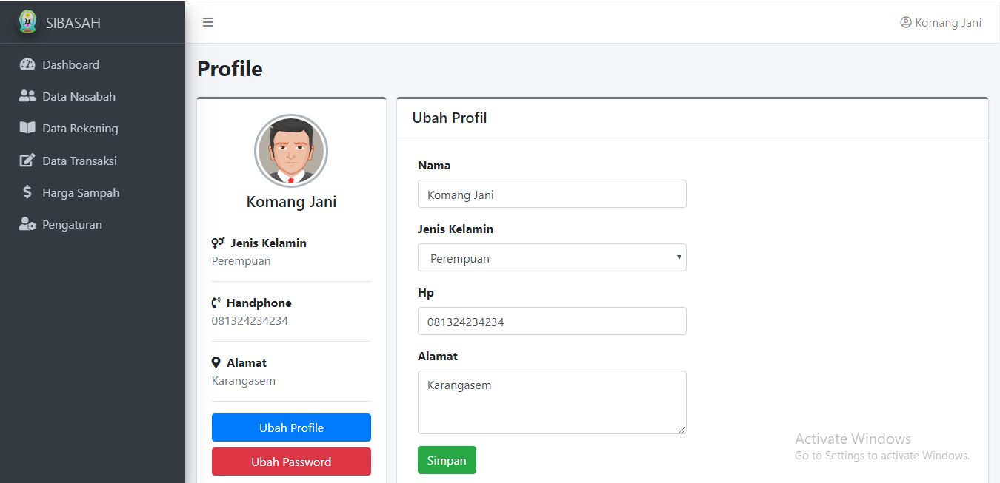 SIBASAH
Komang Jani
Dashboard
Data Nasabah
Data Rekening
Data Transaksi
Harga Sampah
Pengaturan
Profile
Komang Jani
Jenis Kelamin
Perempuan
Handphone
081324234234
Alamat
Karangasem
Ubah Profile
Ubah Password
Ubah Profil
Nama
Komang Jani
Jenis Kelamin
Perempuan
Hp
081324234234
Alamat
Karangasem
Simpan
Activate Windows
Go to Settings to activate Windows.